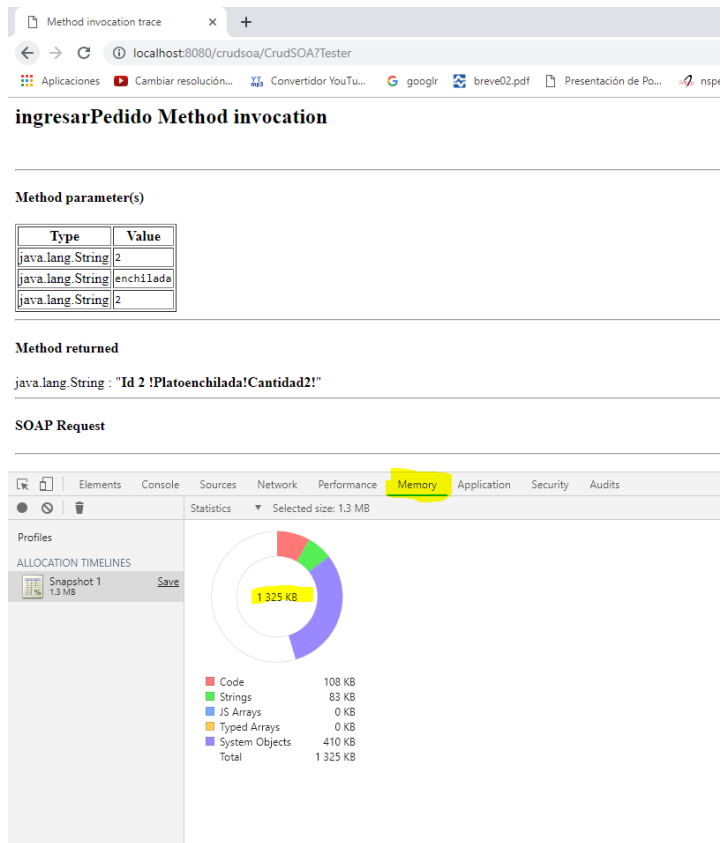 Method invocation trace
localhost:8080/crudsoa/CrudSOA?Tester
Aplicaciones Cambiar resolución... Convertidor YouTu... googlr breve02.pdf Presentación de Po... nspe
ingresarPedido Method invocation
Method parameter(s)
Type Value
java.lang.String 2
java.lang.String enchilada
java.lang.String 2
Method returned
java.lang.String : "Id 2 !Platoenchilada!Cantidad2!"
SOAP Request
Elements Console Sources Network Performance Memory Application Security Audits
Statistics ▼ Selected size: 1.3 MB
Profiles
ALLOCATION TIMELINES
Snapshot 1 Save
1.3 MB
1 325 KB
Code 108 KB
Strings 83 KB
JS Arrays 0 KB
Typed Arrays 0 KB
System Objects 410 KB
Total 1 325 KB